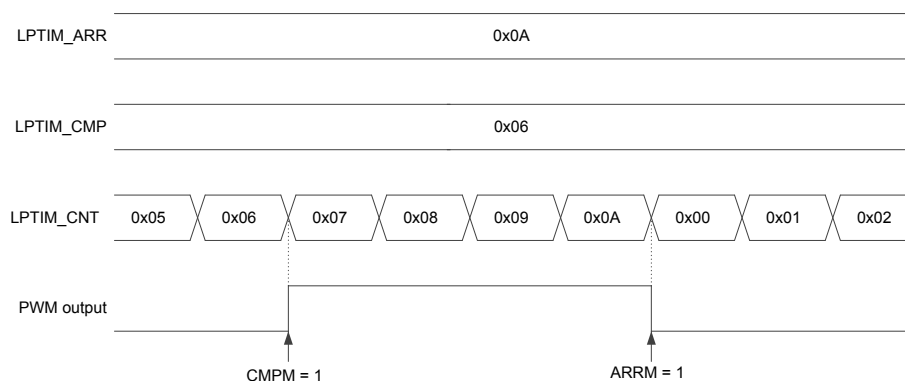 LPTIM_ARR 0x0A
LPTIM_CMP 0x06
LPTIM_CNT 0x05 0x06 0x07 0x08 0x09 0x0A 0x00 0x01 0x02
PWM output
CMPM = 1 ARRM = 1